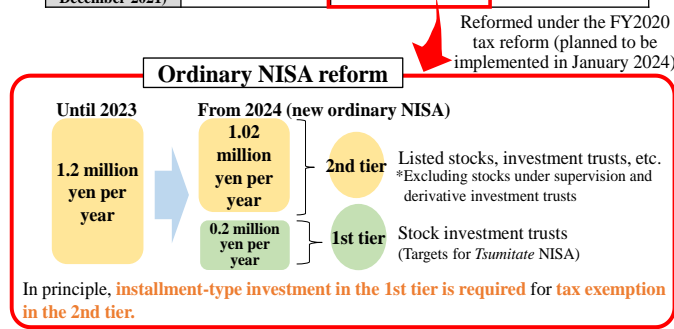 December 2021)
Reformed under the FY2020
tax reform (planned to be
implemented in January 2024)
Ordinary NISA reform
Until 2023
From 2024 (new ordinary NISA)
1.2 million
yen per
year
1.02
million
yen per
year
2nd tier
Listed stocks, investment trusts, etc.
*Excluding stocks under supervision and
derivative investment trusts
0.2 million
yen per
year
1st tier
Stock investment trusts
(Targets for Tsumitate NISA)
In principle, installment-type investment in the 1st tier is required for tax exemption
in the 2nd tier.